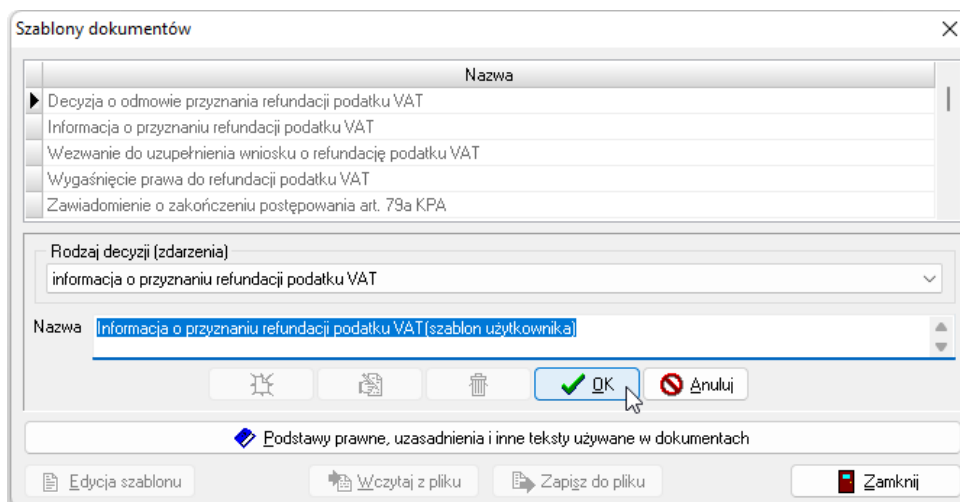 Szablony dokumentów
Nazwa
Decyzja o odmowie przyznania refundacji podatku VAT
Informacja o przyznaniu refundacji podatku VAT
Wezwanie do uzupełnienia wniosku o refundację podatku VAT
Wygaśnięcie prawa do refundacji podatku VAT
Zawiadomienie o zakończeniu postępowania art. 79a KPA
Rodzaj decyzji (zdarzenia)
informacja o przyznaniu refundacji podatku VAT
Nazwa Informacja o przyznaniu refundacji podatku VAT(szablon użytkownika)
OK Anuluj
Podstawy prawne, uzasadnienia i inne teksty używane w dokumentach
Edycja szablonu Wczytaj z pliku Zapisz do pliku Zamknij